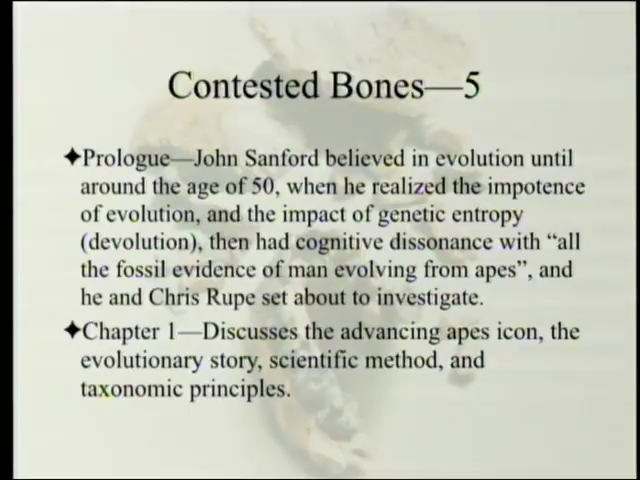 Contested Bones—5
✦Prologue—John Sanford believed in evolution until
around the age of 50, when he realized the impotence
of evolution, and the impact of genetic entropy
(devolution), then had cognitive dissonance with “all
the fossil evidence of man evolving from apes”, and
he and Chris Rupe set about to investigate.
✦Chapter 1—Discusses the advancing apes icon, the
evolutionary story, scientific method, and
taxonomic principles.